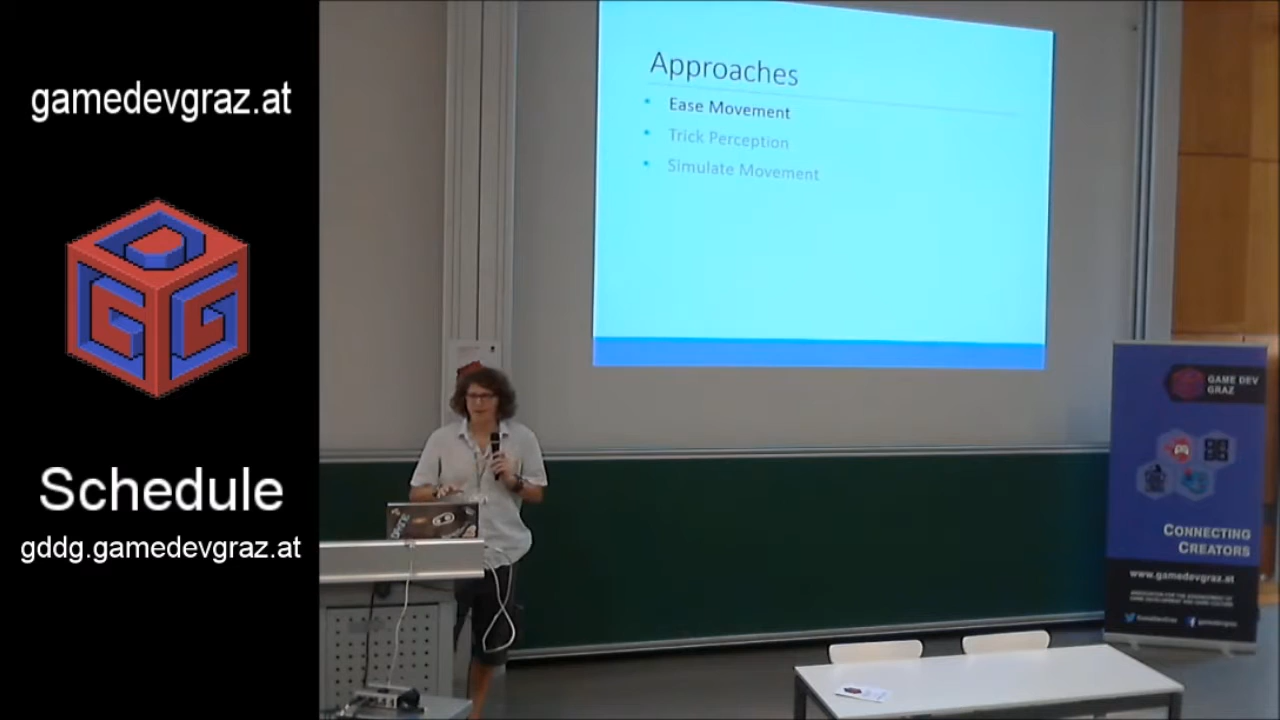 gamedevgraz.at
Schedule
gddg.gamedevgraz.at
Approaches
Ease Movement
Trick Perception
Simulate Movement
GAME DEV
GRAZ
CONNECTING
CREATORS
www.gamedevgraz.at
gamedevgraz